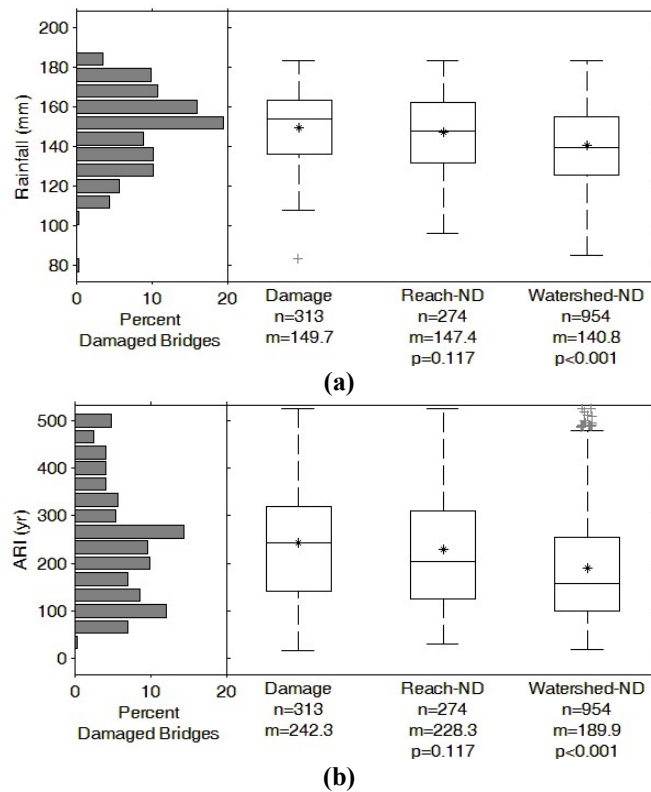 200
180
160
140
120
100
80
Rainfall (mm)
0 10 20
Percent
Damaged Bridges
Damage
n=313
m=149.7
Reach-ND
n=274
m=147.4
p=0.117
Watershed-ND
n=954
m=140.8
p<0.001
(a)
500
400
300
200
100
0
ARI (yr)
0 10 20
Percent
Damaged Bridges
Damage
n=313
m=242.3
Reach-ND
n=274
m=228.3
p=0.117
Watershed-ND
n=954
m=189.9
p<0.001
(b)